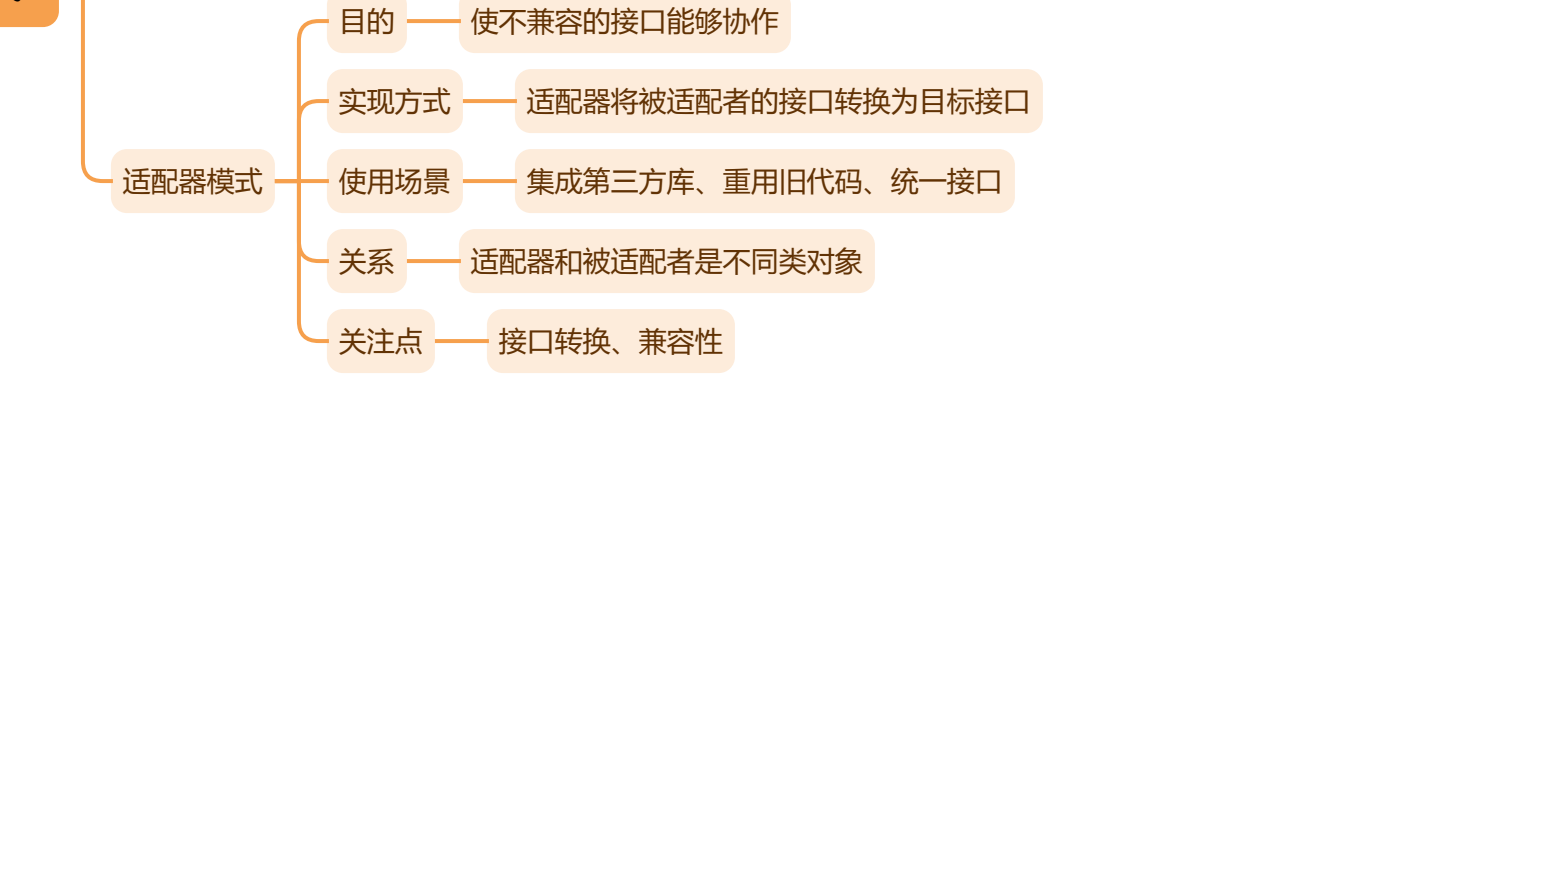 目的
使不兼容的接口能够协作
实现方式
适配器将被适配者的接口转换为目标接口
适配器模式
使用场景
集成第三方库、重用旧代码、统一接口
关系
适配器和被适配者是不同类对象
关注点
接口转换、兼容性